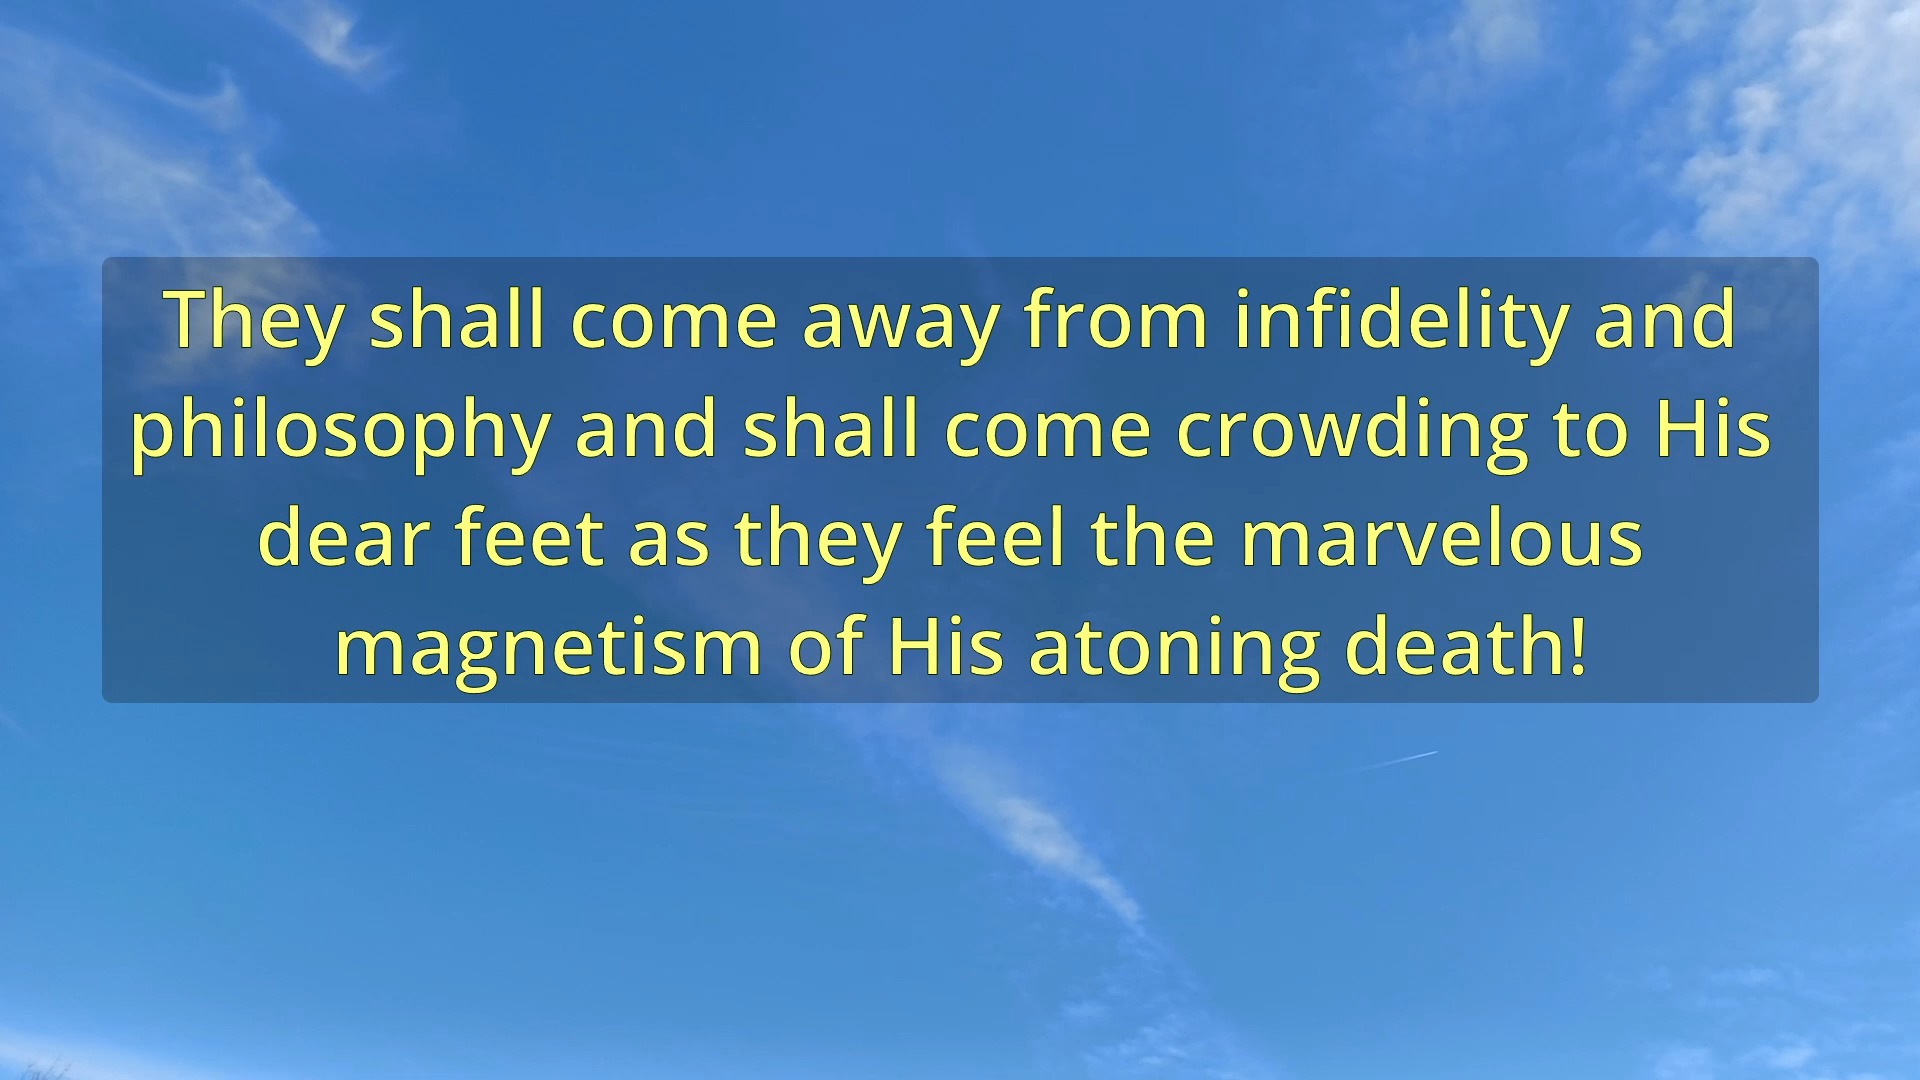 They shall come away from infidelity and
philosophy and shall come crowding to His
dear feet as they feel the marvelous
magnetism of His atoning death!